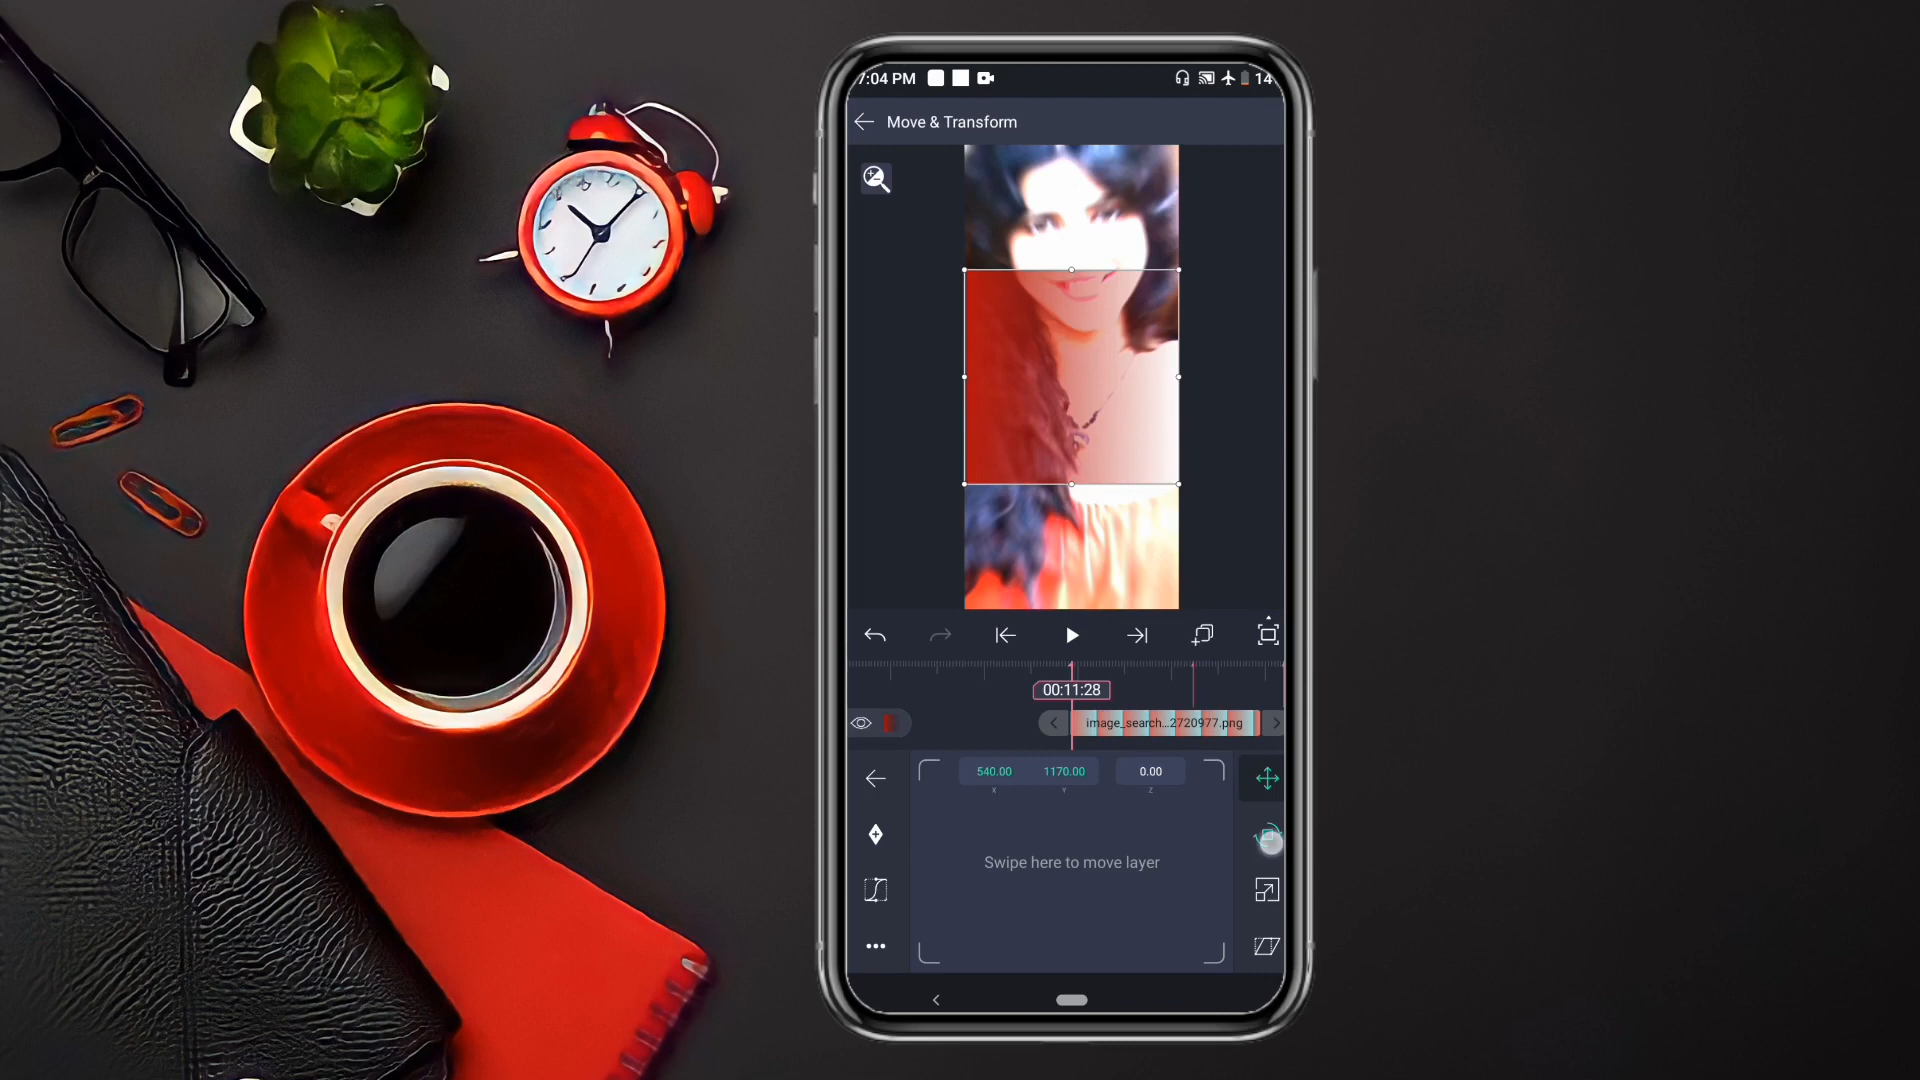 7:04 PM
14
Move & Transform
00:11:28
image_search...2720977.png
540.00 1170.00 0.00
X Y Z
Swipe here to move layer